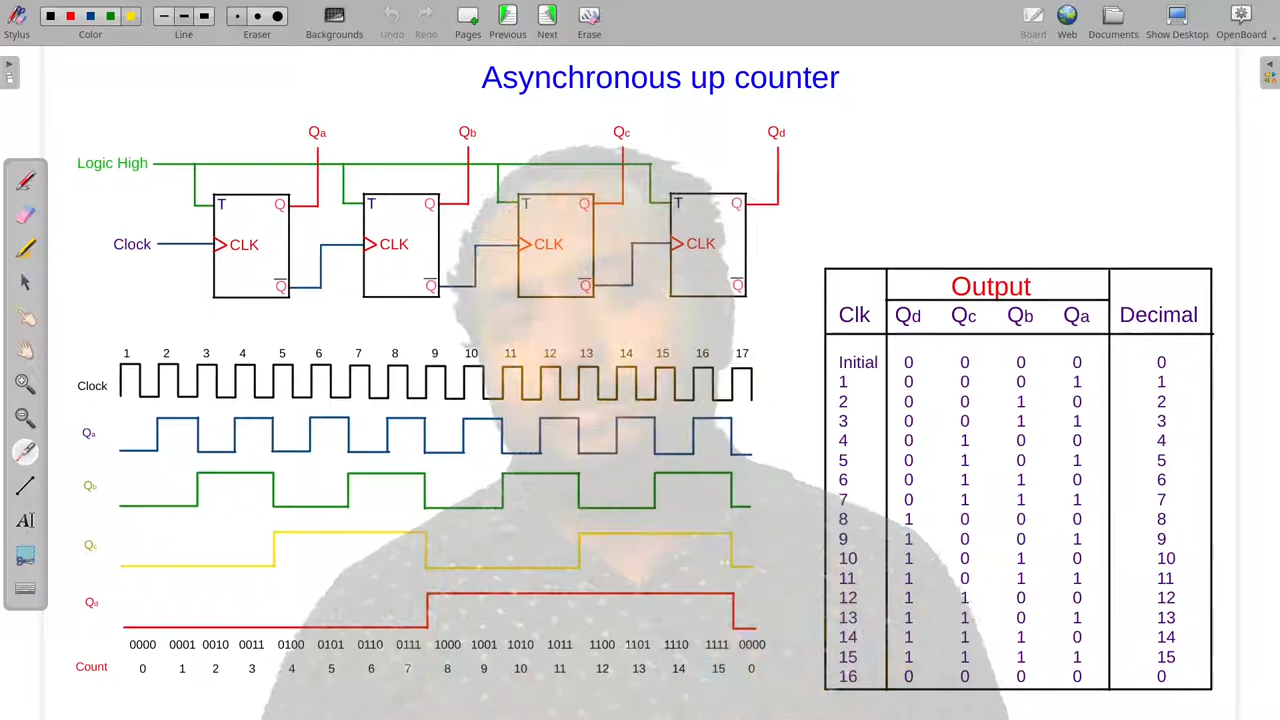 Stylus Color Line Eraser Backgrounds Undo Redo Pages Previous Next Erase Board Web Documents Show Desktop OpenBoard
Asynchronous up counter
Qa Qb Qc Qd
Logic High
T Q T Q T Q T Q
Clock CLK CLK CLK CLK
Q Q Q Q
1 2 3 4 5 6 7 8 9 10 11 12 13 14 15 16 17
Clock
Qa
Qb
Qc
Qd
0000 0001 0010 0011 0100 0101 0110 0111 1000 1001 1010 1011 1100 1101 1110 1111 0000
Count 0 1 2 3 4 5 6 7 8 9 10 11 12 13 14 15 0
Output
Clk Qd Qc Qb Qa Decimal
Initial 0 0 0 0 0
1 0 0 0 1 1
2 0 0 1 0 2
3 0 0 1 1 3
4 0 1 0 0 4
5 0 1 0 1 5
6 0 1 1 0 6
7 0 1 1 1 7
8 1 0 0 0 8
9 1 0 0 1 9
10 1 0 1 0 10
11 1 0 1 1 11
12 1 1 0 0 12
13 1 1 0 1 13
14 1 1 1 0 14
15 1 1 1 1 15
16 0 0 0 0 0